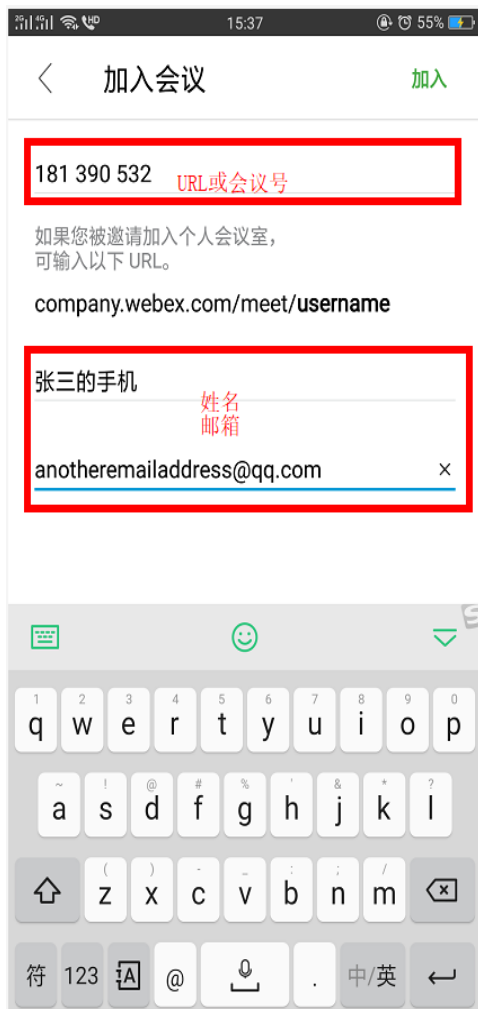 2G 4G HD 15:37 55%
加入会议 加入
181 390 532 URL或会议号
如果您被邀请加入个人会议室，
可输入以下 URL。
company.webex.com/meet/username
张三的手机
姓名
邮箱
anotheremailaddress@qq.com ×
1 2 3 4 5 6 7 8 9 0
q w e r t y u i o p
~ ! @ # % ' & * ?
a s d f g h j k l
( ) - _ : ; /
z x c v b n m
符 123 A @ . 中/英